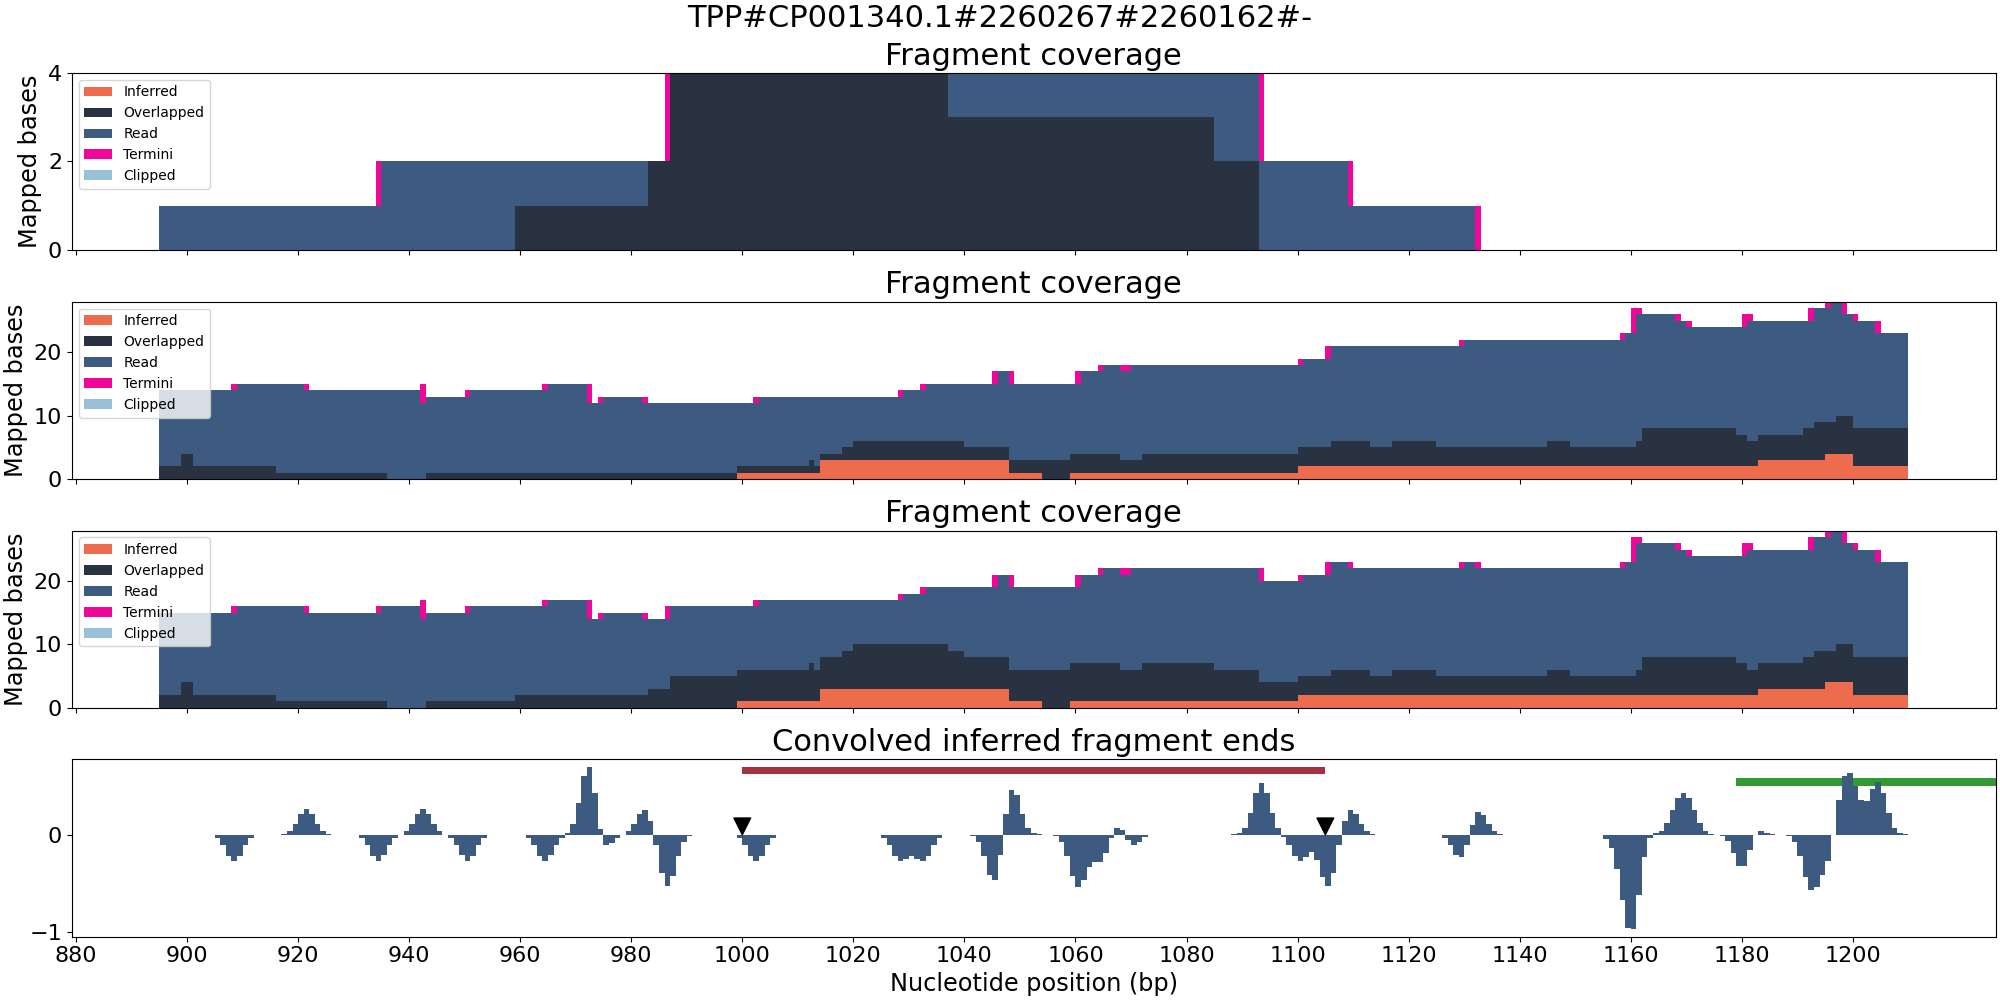 TPP#CP001340.1#2260267#2260162#-
Fragment coverage
Mapped bases
4
2
0
Inferred
Overlapped
Read
Termini
Clipped
Fragment coverage
Mapped bases
20
10
0
Inferred
Overlapped
Read
Termini
Clipped
Fragment coverage
Mapped bases
20
10
0
Inferred
Overlapped
Read
Termini
Clipped
Convolved inferred fragment ends
0
−1
880 900 920 940 960 980 1000 1020 1040 1060 1080 1100 1120 1140 1160 1180 1200
Nucleotide position (bp)